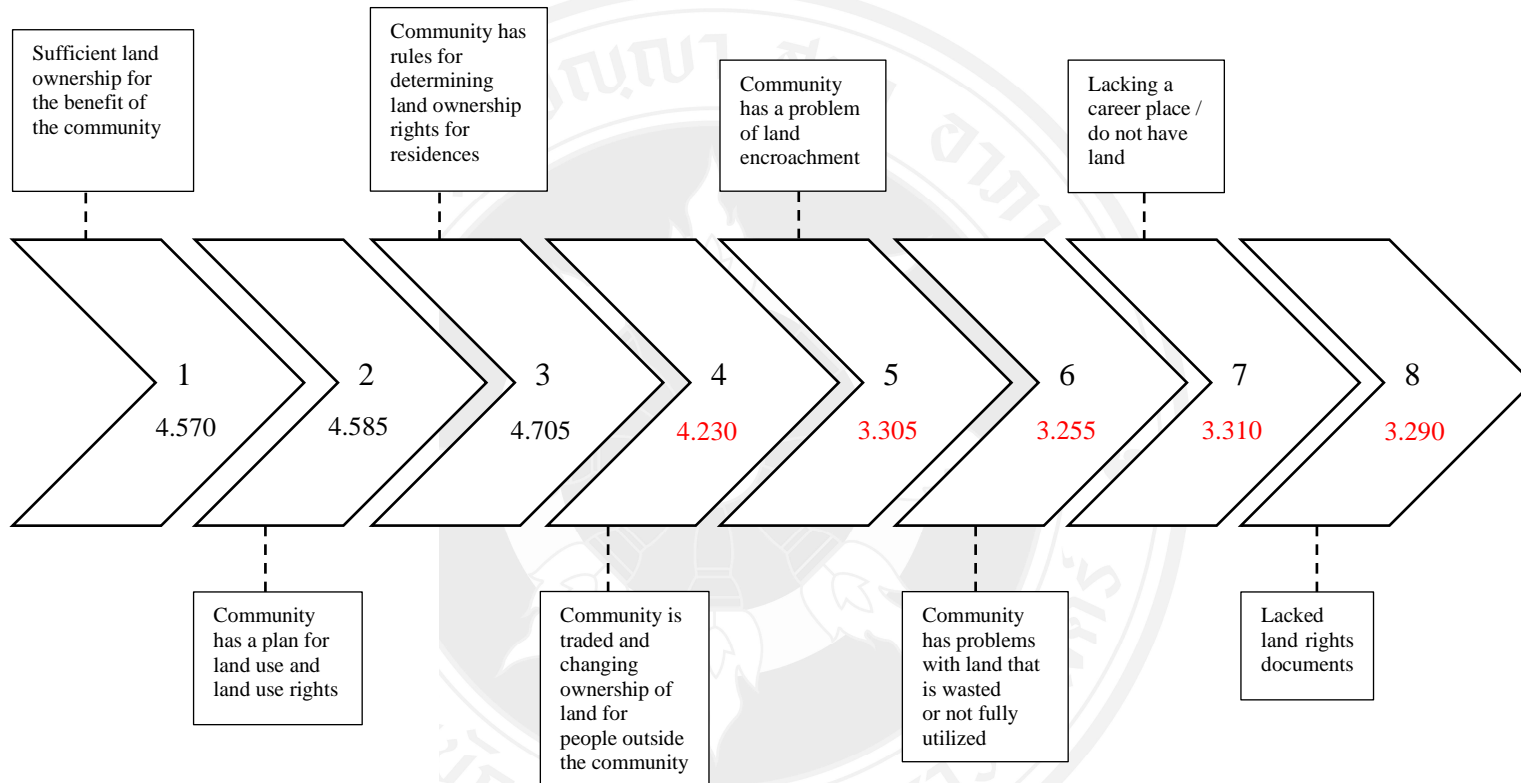 Sufficient land
ownership for
the benefit of
the community
Community has
rules for
determining
land ownership
rights for
residences
Community
has a problem
of land
encroachment
Lacking a
career place /
do not have
land
1
4.570
2
4.585
3
4.705
4
4.230
5
3.305
6
3.255
7
3.310
8
3.290
Community
has a plan for
land use and
land use rights
Community is
traded and
changing
ownership of
land for
people outside
the community
Community
has problems
with land that
is wasted
or not fully
utilized
Lacked
land rights
documents